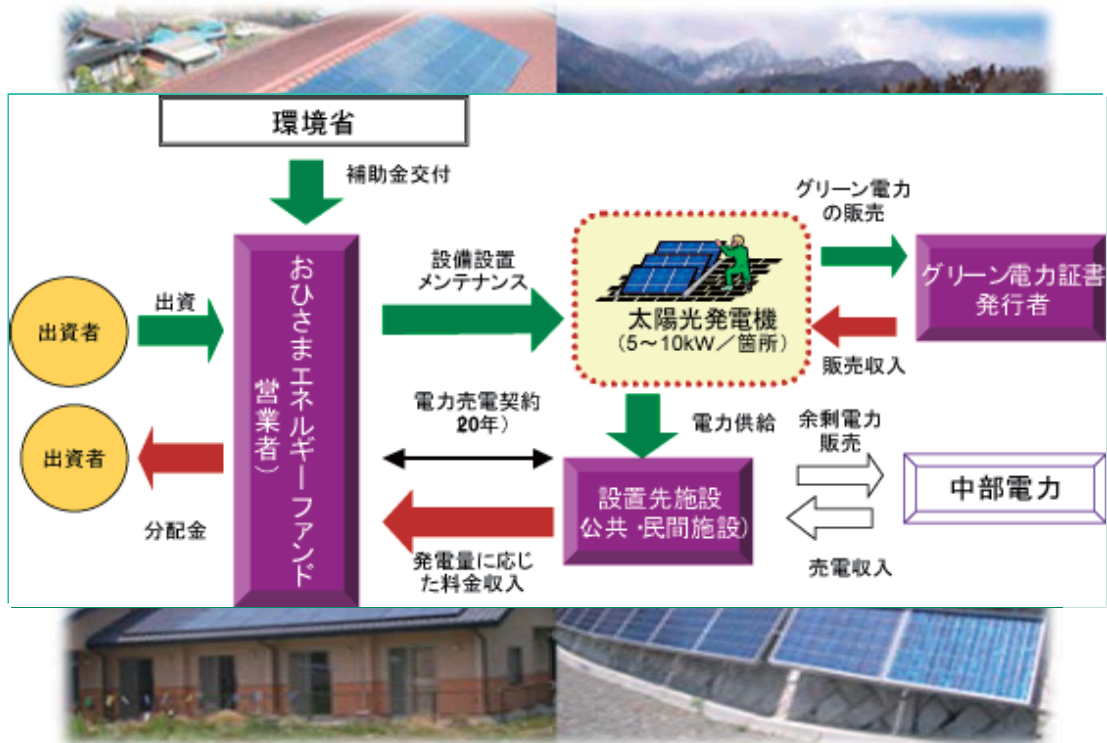 環境省
補助金交付
グリーン電力
の販売
おひさまエネルギーファンド
営業者）
設備設置
メンテナンス
グリーン電力証書
発行者
出資者
出資
太陽光発電機
（5～10kW／箇所）
販売収入
電力売電契約
20年）
電力供給
余剰電力
販売
出資者
設置先施設
公共・民間施設）
中部電力
分配金
発電量に応じ
た料金収入
売電収入